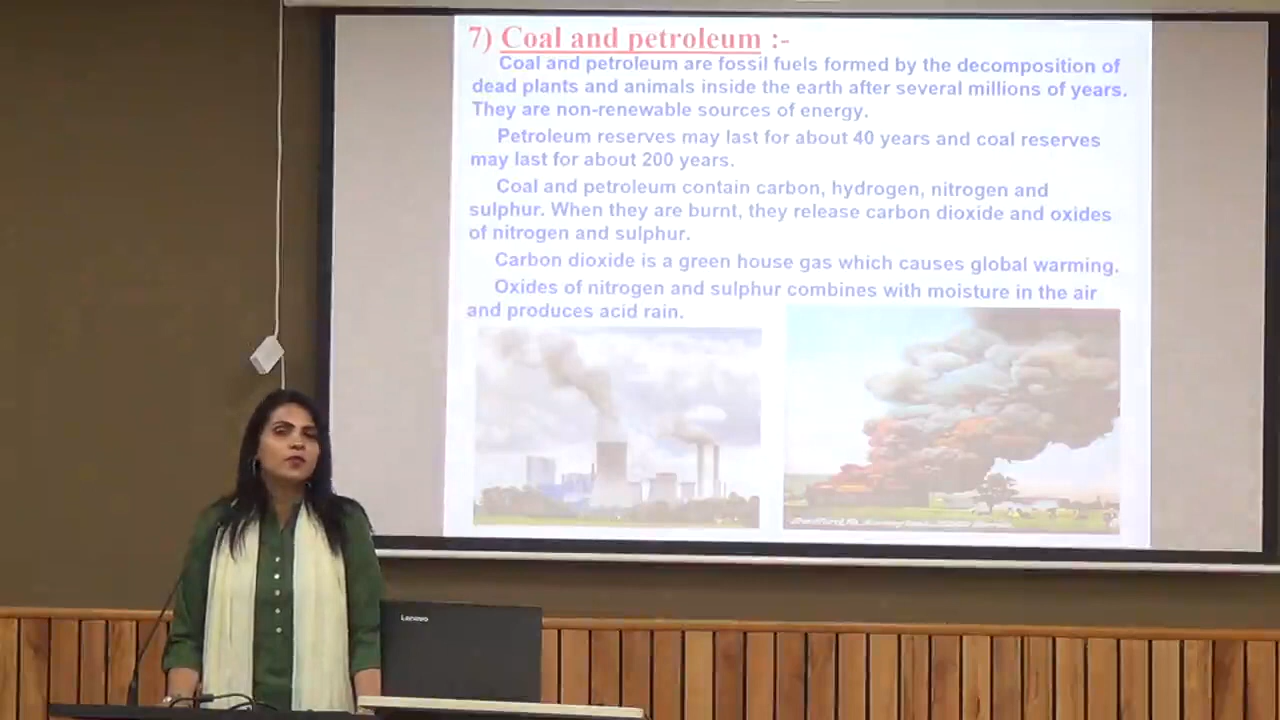 7) Coal and petroleum :-
Coal and petroleum are fossil fuels formed by the decomposition of
dead plants and animals inside the earth after several millions of years.
They are non-renewable sources of energy.
Petroleum reserves may last for about 40 years and coal reserves
may last for about 200 years.
Coal and petroleum contain carbon, hydrogen, nitrogen and
sulphur. When they are burnt, they release carbon dioxide and oxides
of nitrogen and sulphur.
Carbon dioxide is a green house gas which causes global warming.
Oxides of nitrogen and sulphur combines with moisture in the air
and produces acid rain.
Lenovo